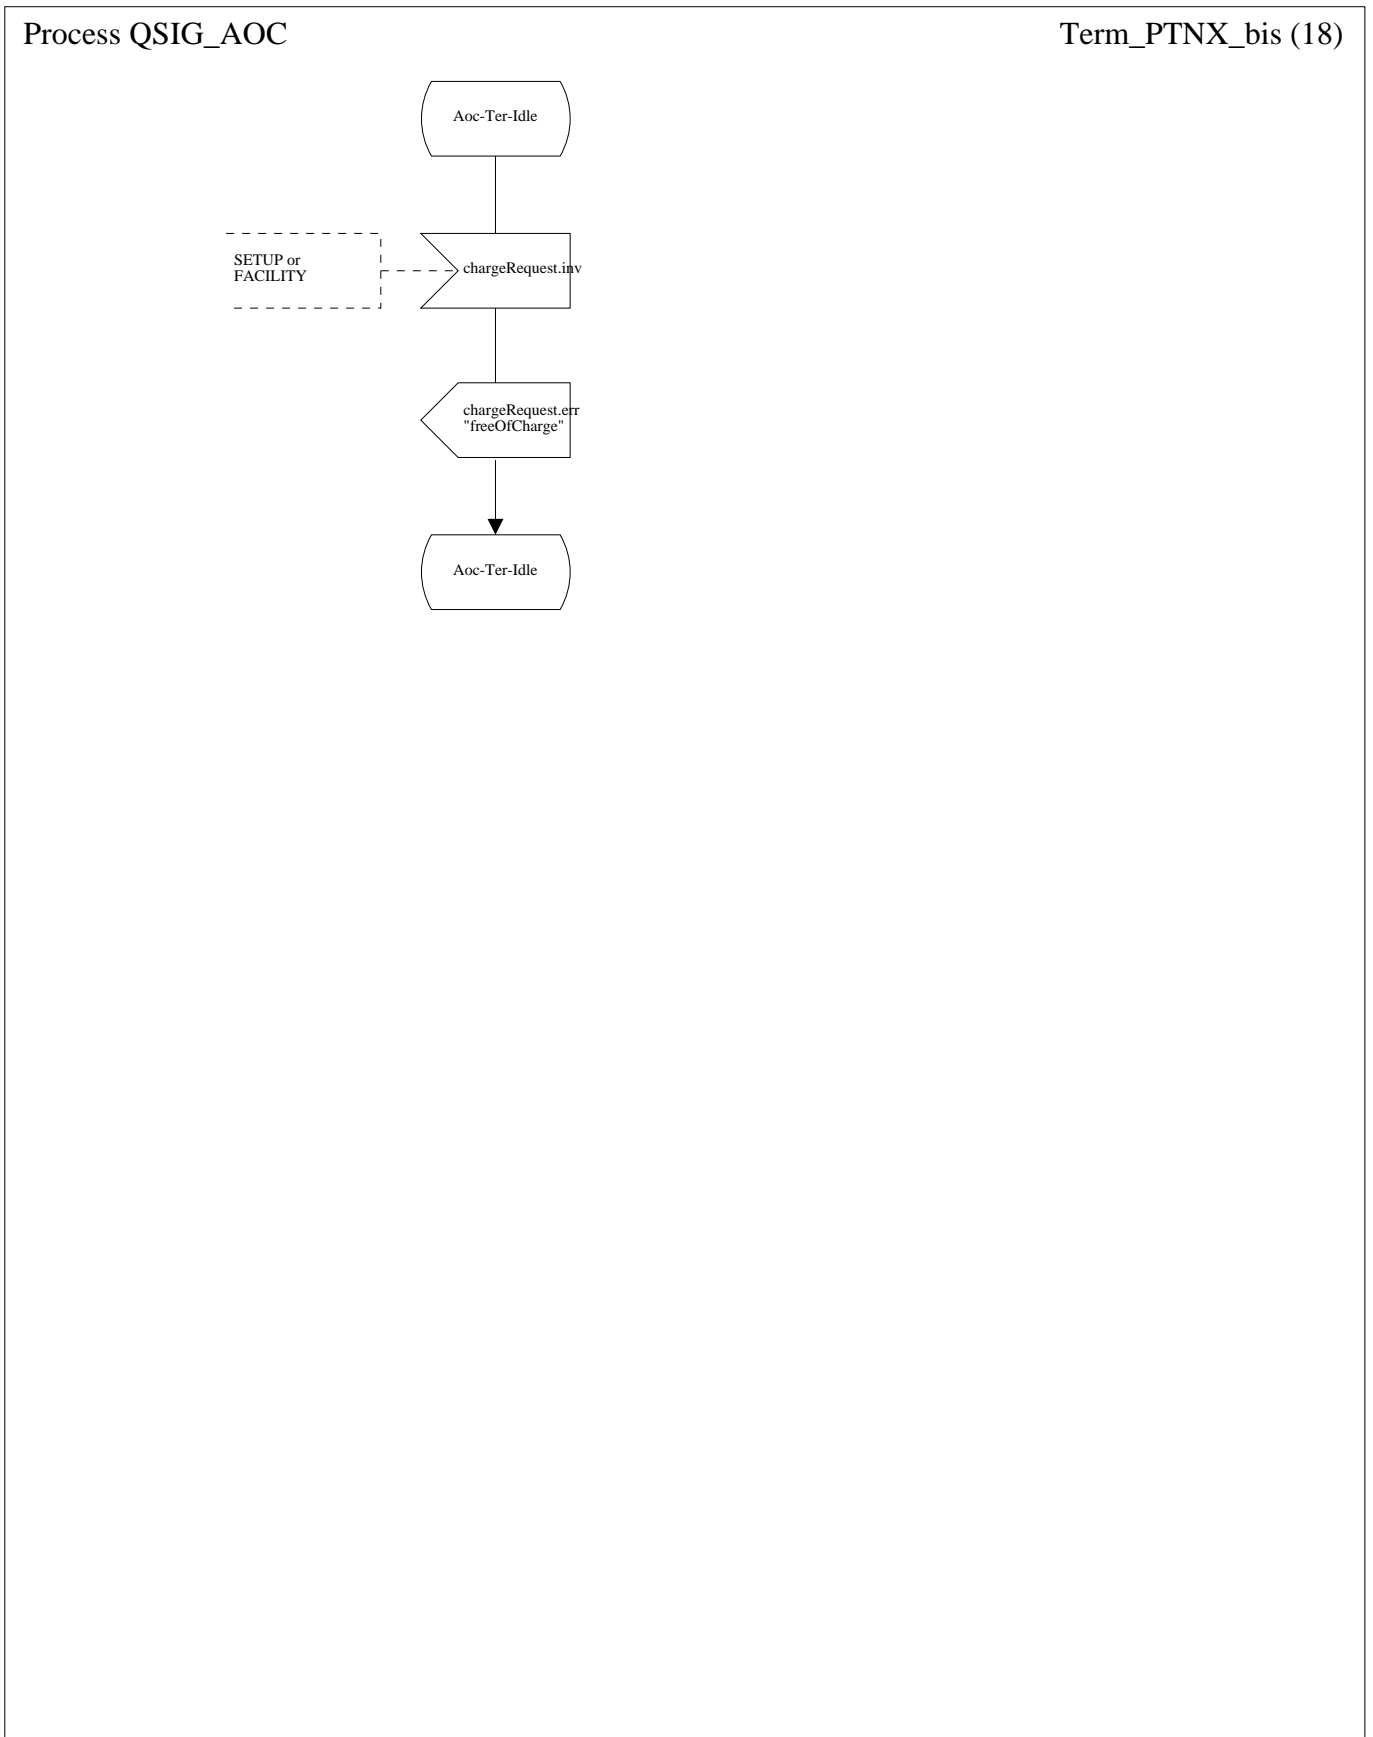 Process QSIG_AOC
Term_PTNX_bis (18)
Aoc-Ter-Idle
SETUP or
FACILITY
chargeRequest.inv
chargeRequest.err
"freeOfCharge"
Aoc-Ter-Idle